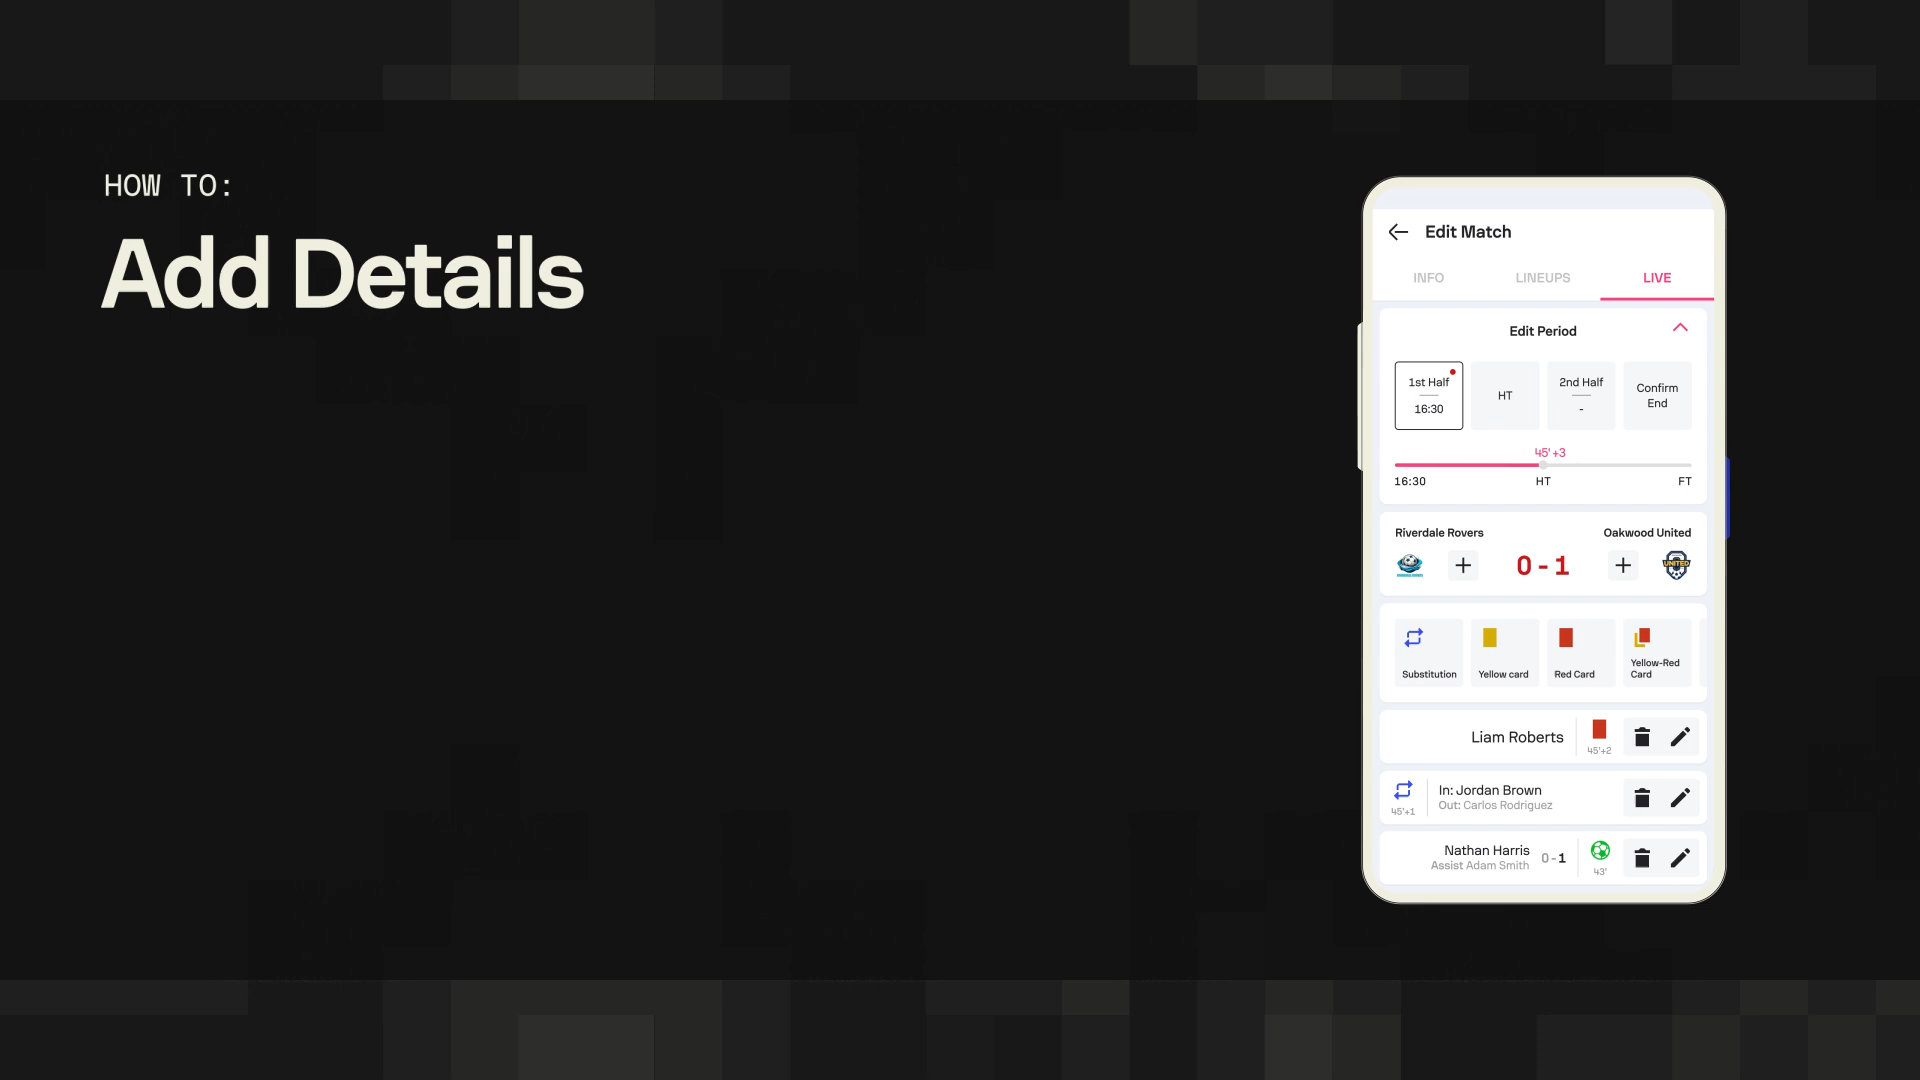 HOW TO:
Add Details
Edit Match
INFO LINEUPS LIVE
Edit Period
1st Half
16:30
HT
2nd Half
-
Confirm
End
45'+3
16:30 HT FT
Riverdale Rovers Oakwood United
0 - 1
UNITED
Substitution
Yellow card
Red Card
Yellow-Red
Card
Liam Roberts
45'+2
In: Jordan Brown
Out: Carlos Rodriguez
45'+1
Nathan Harris
Assist Adam Smith
0 - 1
43'